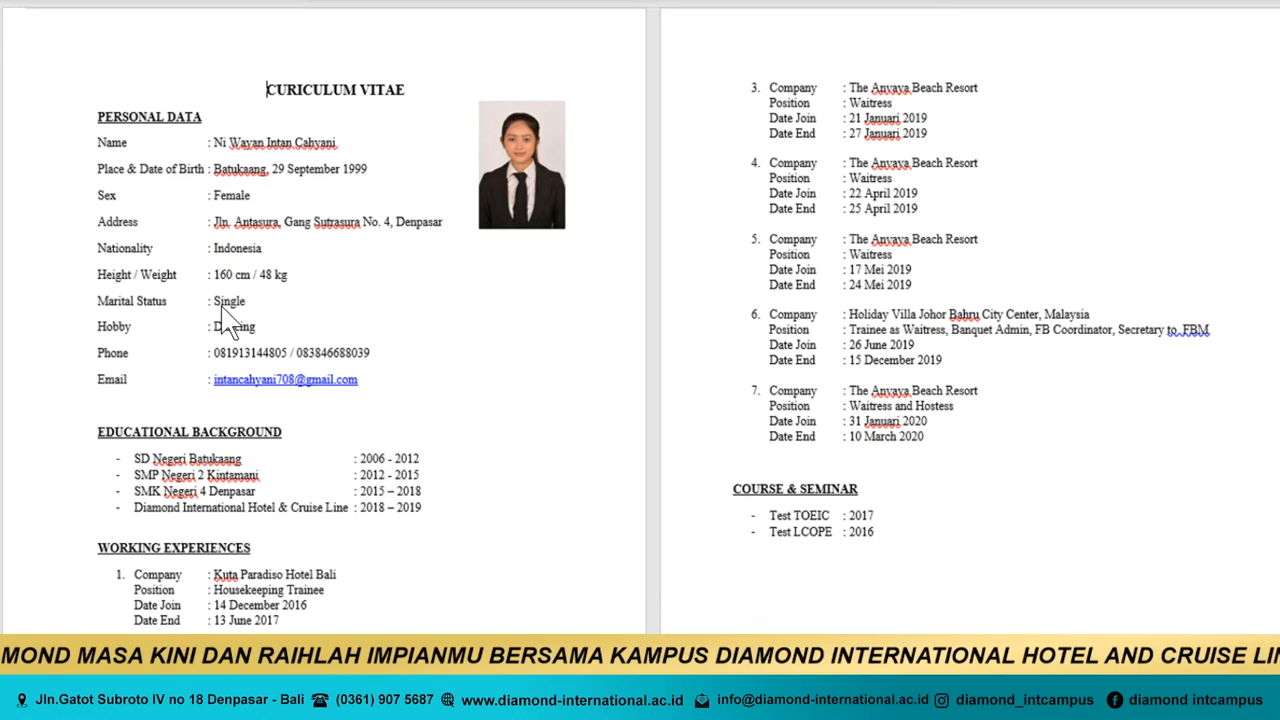 CURICULUM VITAE
PERSONAL DATA
Name : Ni Wayan Intan Cahyani
Place & Date of Birth : Batukaang, 29 September 1999
Sex : Female
Address : Jln. Antasura, Gang Sutrasura No. 4, Denpasar
Nationality : Indonesia
Height / Weight : 160 cm / 48 kg
Marital Status : Single
Hobby :
Phone : 081913144805 / 083846688039
Email : intancahyani708@gmail.com
EDUCATIONAL BACKGROUND
- SD Negeri Batukaang : 2006 - 2012
- SMP Negeri 2 Kintamani : 2012 - 2015
- SMK Negeri 4 Denpasar : 2015 – 2018
- Diamond International Hotel & Cruise Line : 2018 – 2019
WORKING EXPERIENCES
1. Company : Kuta Paradiso Hotel Bali
Position : Housekeeping Trainee
Date Join : 14 December 2016
Date End : 13 June 2017
3. Company : The Anvaya Beach Resort
Position : Waitress
Date Join : 21 Januari 2019
Date End : 27 Januari 2019
4. Company : The Anvaya Beach Resort
Position : Waitress
Date Join : 22 April 2019
Date End : 25 April 2019
5. Company : The Anvaya Beach Resort
Position : Waitress
Date Join : 17 Mei 2019
Date End : 24 Mei 2019
6. Company : Holiday Villa Johor Bahru City Center, Malaysia
Position : Trainee as Waitress, Banquet Admin, FB Coordinator, Secretary to FBM
Date Join : 26 June 2019
Date End : 15 December 2019
7. Company : The Anvaya Beach Resort
Position : Waitress and Hostess
Date Join : 31 Januari 2020
Date End : 10 March 2020
COURSE & SEMINAR
- Test TOEIC : 2017
- Test LCOPE : 2016
MOND MASA KINI DAN RAIHLAH IMPIANMU BERSAMA KAMPUS DIAMOND INTERNATIONAL HOTEL AND CRUISE LIN
Jln.Gatot Subroto IV no 18 Denpasar - Bali (0361) 907 5687 www.diamond-international.ac.id info@diamond-international.ac.id diamond_intcampus diamond intcampus